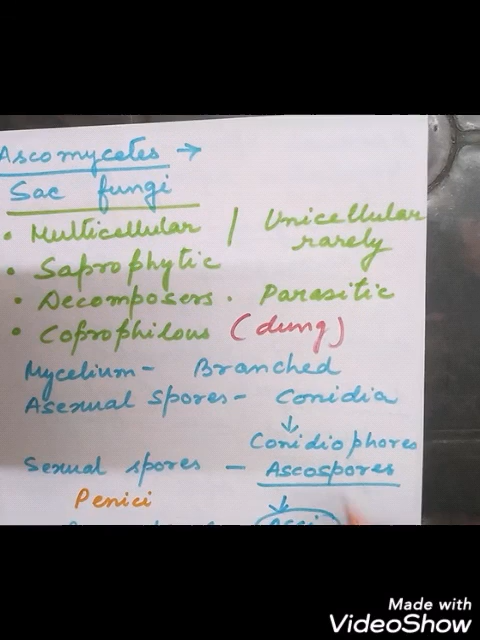 Ascomycetes →
Sac fungi
• Multicellular / Unicellular rarely
• Saprophytic
• Decomposers. Parasitic
• Coprophilous (dung)
Mycelium - Branched
Asexual Spores - Conidia
↓
Conidiophores
Sexual spores - Ascospores
↓
Penici
Asci
Made with
VideoShow